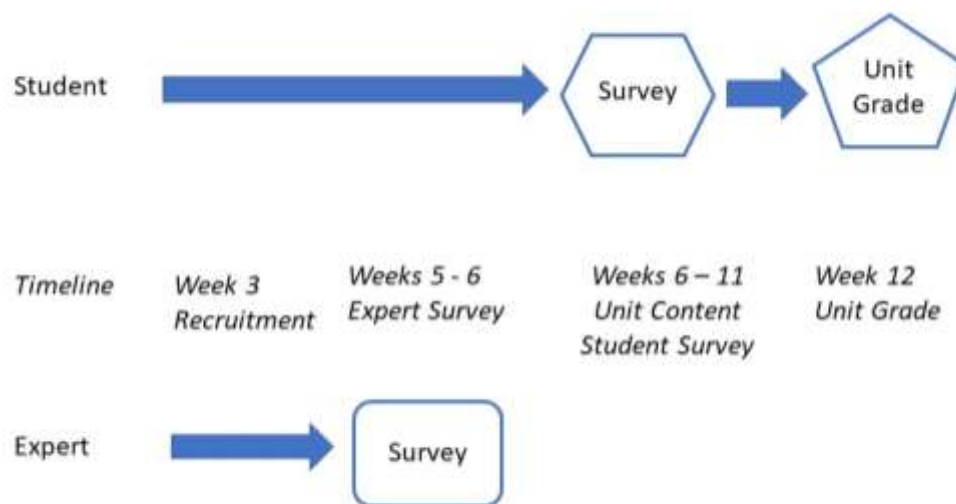 Student
Survey
Unit
Grade
Timeline
Week 3
Recruitment
Weeks 5 - 6
Expert Survey
Weeks 6 – 11
Unit Content
Student Survey
Week 12
Unit Grade
Expert
Survey